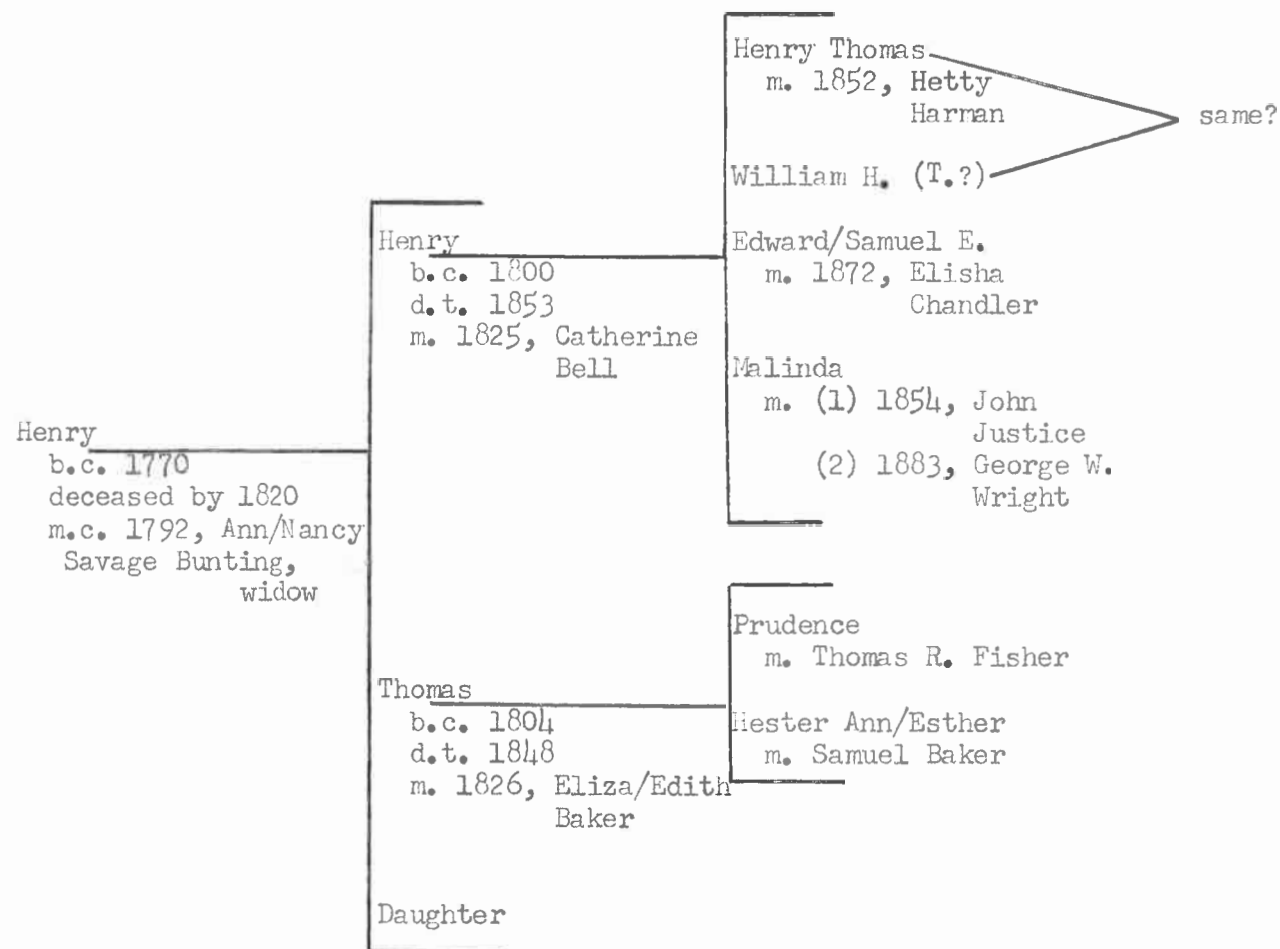 Henry
b.c. 1770
deceased by 1820
m.c. 1792, Ann/Nancy
Savage Bunting,
widow
Henry
b.c. 1800
d.t. 1853
m. 1825, Catherine
Bell
Henry Thomas
m. 1852, Hetty
Harman
William H. (T.?)
same?
Edward/Samuel E.
m. 1872, Elisha
Chandler
Malinda
m. (1) 1854, John
Justice
(2) 1883, George W.
Wright
Thomas
b.c. 1804
d.t. 1848
m. 1826, Eliza/Edith
Baker
Prudence
m. Thomas R. Fisher
Hester Ann/Esther
m. Samuel Baker
Daughter